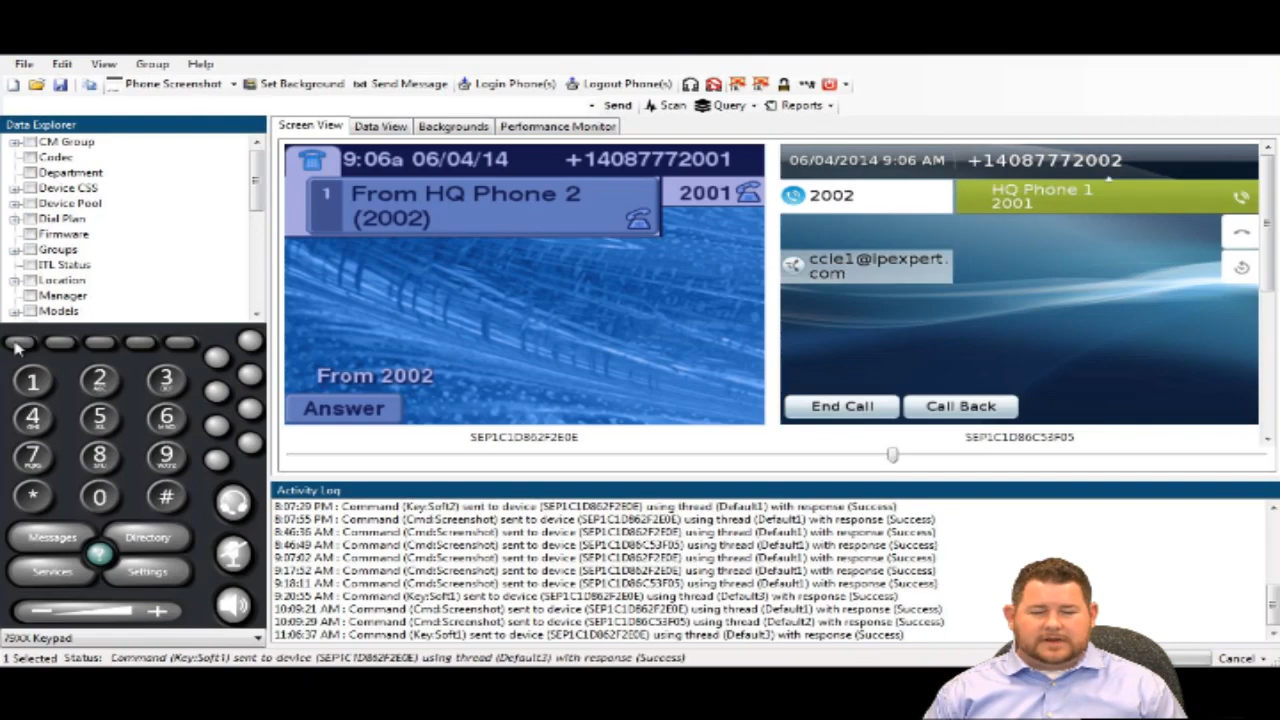 File Edit View Group Help
Phone Screenshot Set Background Send Message Login Phone(s) Logout Phone(s)
Send Scan Query Reports
Data Explorer
Screen View Data View Backgrounds Performance Monitor
CM Group
Codec
Department
Device CSS
Device Pool
Dial Plan
Firmware
Groups
ITL Status
Location
Manager
Models
9:06a 06/04/14 +14087772001
1 From HQ Phone 2 (2002) 2001
From 2002
Answer
06/04/2014 9:06 AM +14087772002
2002 HQ Phone 1
2001
ccie1@ipexpert.
com
End Call Call Back
SEP1C1D862F2E0E SEP1C1D86C53F05
1 2 3
4 5 6
7 8 9
* 0 #
Messages Directory
? 
Services Settings
− +
79XX Keypad
Activity Log
8:07:29 PM : Command (Key:Soft2) sent to device (SEP1C1D862F2E0E) using thread (Default1) with response (Success)
8:07:55 PM : Command (Cmd:Screenshot) sent to device (SEP1C1D862F2E0E) using thread (Default1) with response (Success)
8:46:36 AM : Command (Cmd:Screenshot) sent to device (SEP1C1D862F2E0E) using thread (Default1) with response (Success)
8:46:49 AM : Command (Cmd:Screenshot) sent to device (SEP1C1D86C53F05) using thread (Default1) with response (Success)
9:07:02 AM : Command (Cmd:Screenshot) sent to device (SEP1C1D862F2E0E) using thread (Default1) with response (Success)
9:17:52 AM : Command (Cmd:Screenshot) sent to device (SEP1C1D862F2E0E) using thread (Default1) with response (Success)
9:18:11 AM : Command (Cmd:Screenshot) sent to device (SEP1C1D86C53F05) using thread (Default1) with response (Success)
9:20:55 AM : Command (Key:Soft1) sent to device (SEP1C1D862F2E0E) using thread (Default3) with response (Success)
10:09:21 AM : Command (Cmd:Screenshot) sent to device (SEP1C1D862F2E0E) using thread (Default1) with response (Success)
10:09:29 AM : Command (Cmd:Screenshot) sent to device (SEP1C1D86C53F05) using thread (Default2) with response (Success)
11:06:37 AM : Command (Key:Soft1) sent to device (SEP1C1D862F2E0E) using thread (Default3) with response (Success)
1 Selected Status: Command (Key:Soft1) sent to device (SEP1C1D862F2E0E) using thread (Default3) with response (Success) Cancel